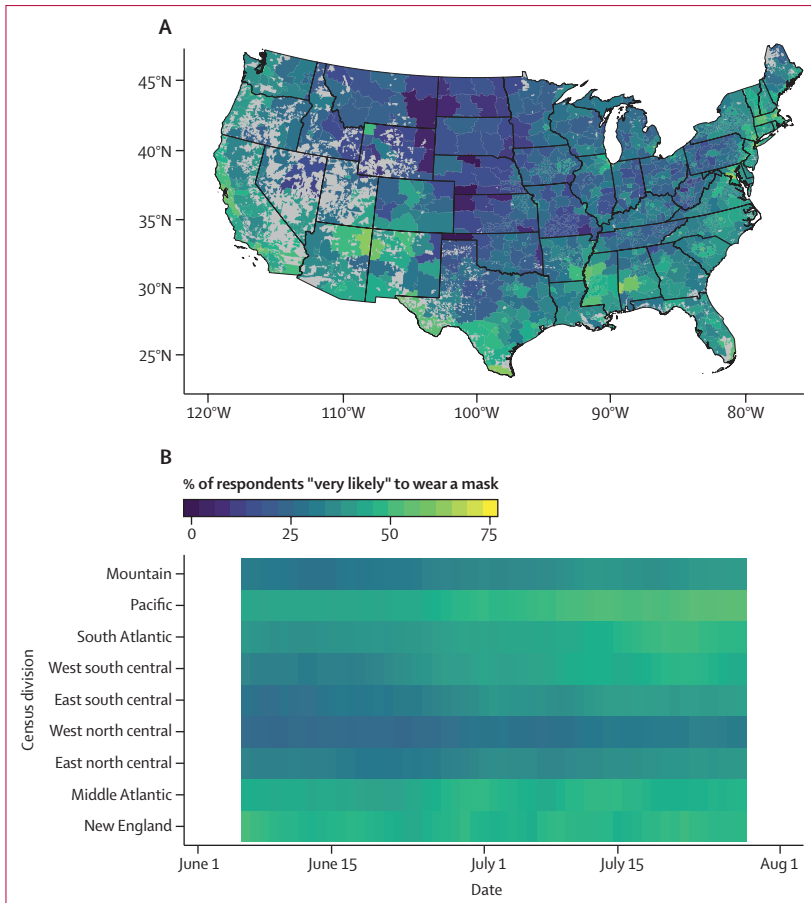 A
45°N
40°N
35°N
30°N
25°N
120°W 110°W 100°W 90°W 80°W
B
% of respondents "very likely" to wear a mask
0 25 50 75
Census division
Mountain
Pacific
South Atlantic
West south central
East south central
West north central
East north central
Middle Atlantic
New England
June 1 June 15 July 1 July 15 Aug 1
Date